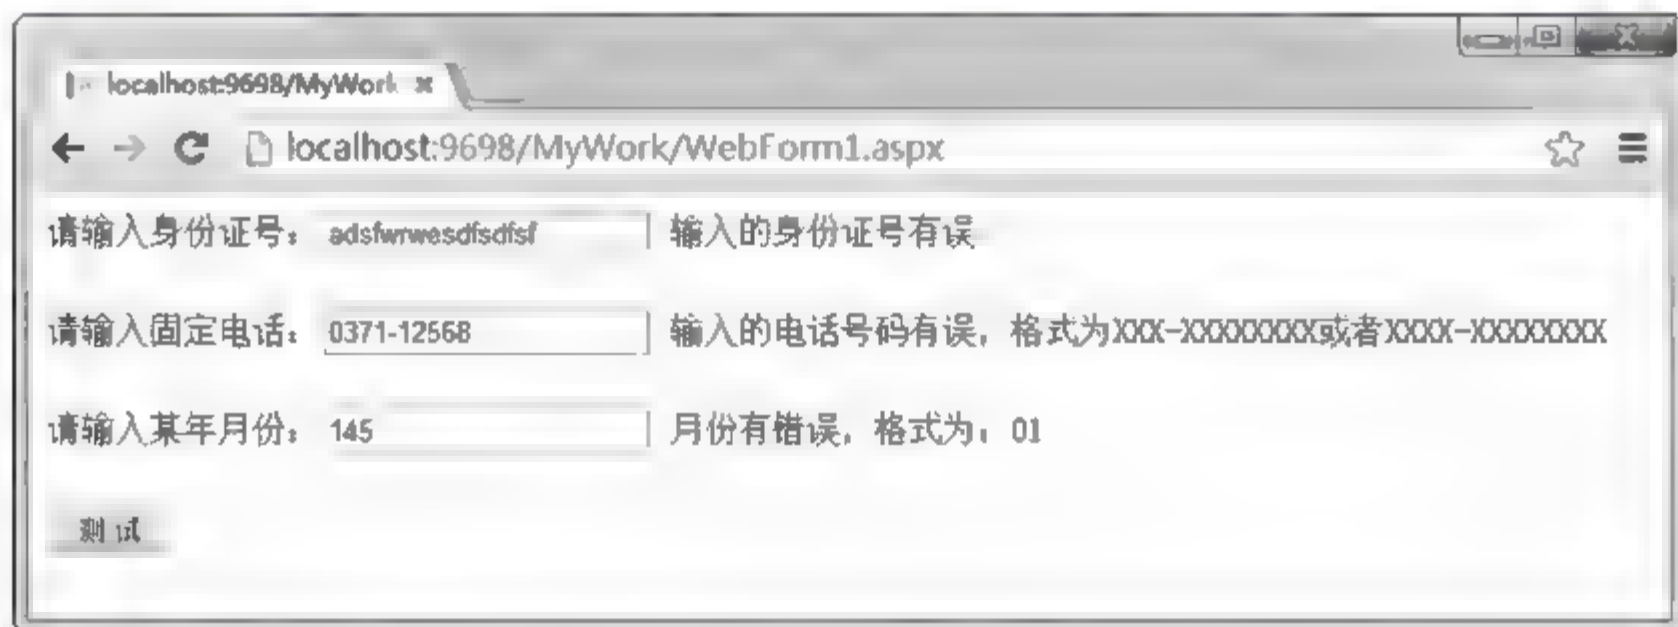 localhost:9698/MyWork
localhost:9698/MyWork/WebForm1.aspx
请输入身份证号: adsfwrwesdfsdfsf 输入的身份证号有误
请输入固定电话: 0371-12568 输入的电话号码有误, 格式为XXX-XXXXXXXX或者XXXX-XXXXXXXX
请输入某年月份: 145 月份有错误, 格式为: 01
测 试